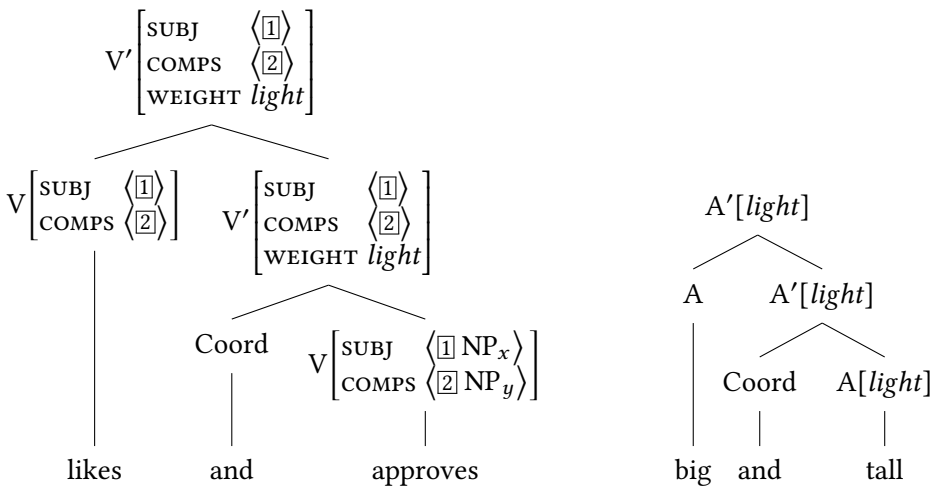 V′[SUBJ ⟨[1]⟩
COMPS ⟨[2]⟩
WEIGHT light]
V[SUBJ ⟨[1]⟩
COMPS ⟨[2]⟩]
V′[SUBJ ⟨[1]⟩
COMPS ⟨[2]⟩
WEIGHT light]
Coord
V[SUBJ ⟨[1] NPₓ⟩
COMPS ⟨[2] NP_y⟩]
likes and approves
A′[light]
A A′[light]
Coord A[light]
big and tall